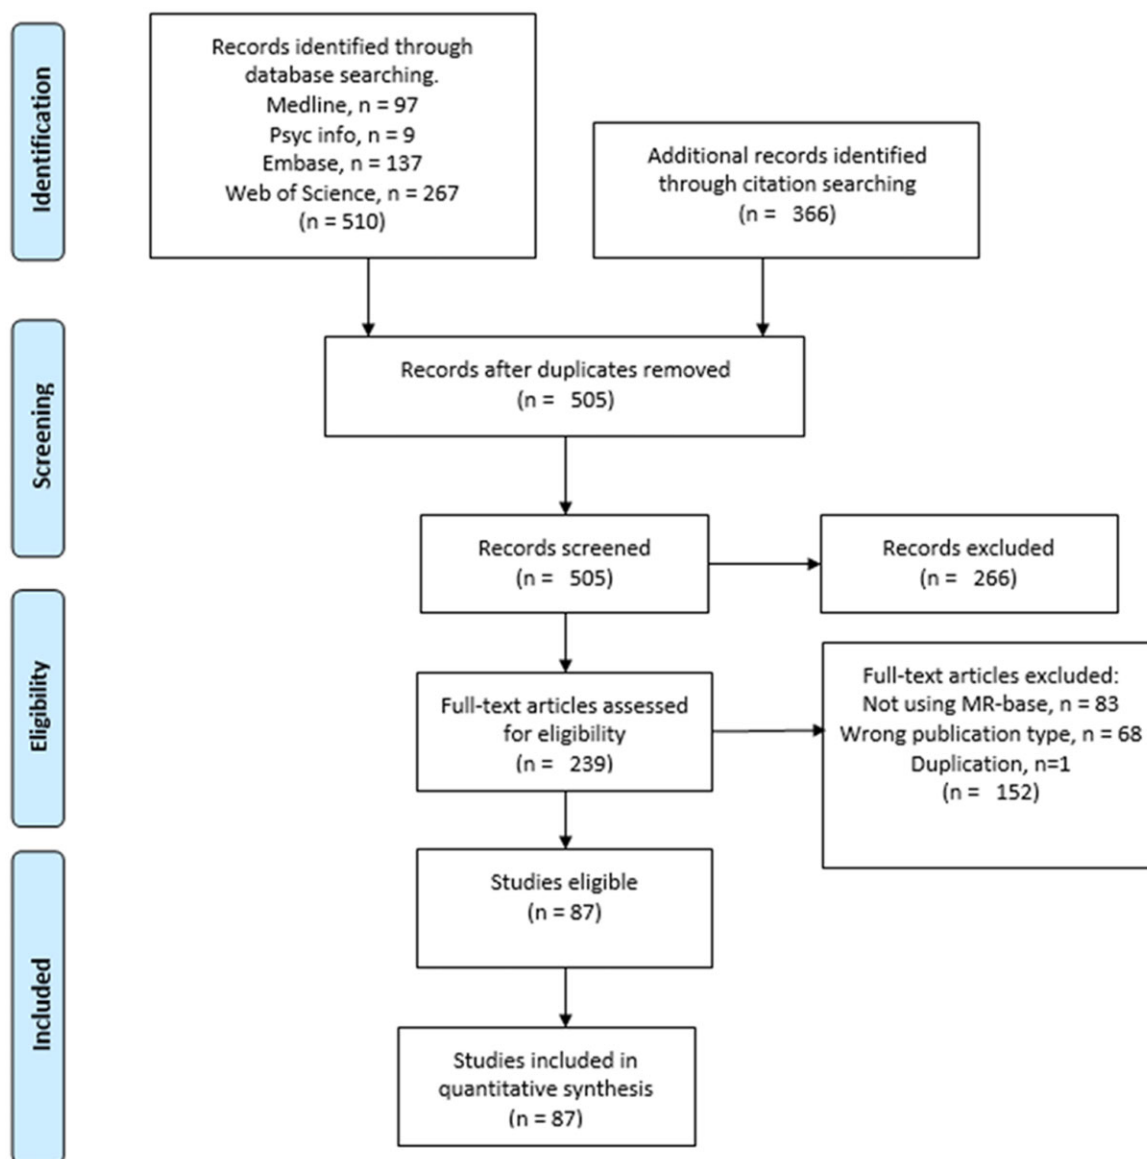 Identification
Records identified through
database searching.
Medline, n = 97
Psyc info, n = 9
Embase, n = 137
Web of Science, n = 267
(n = 510)
Additional records identified
through citation searching
(n = 366)
Screening
Records after duplicates removed
(n = 505)
Records screened
(n = 505)
Records excluded
(n = 266)
Eligibility
Full-text articles assessed
for eligibility
(n = 239)
Full-text articles excluded:
Not using MR-base, n = 83
Wrong publication type, n = 68
Duplication, n=1
(n = 152)
Included
Studies eligible
(n = 87)
Studies included in
quantitative synthesis
(n = 87)